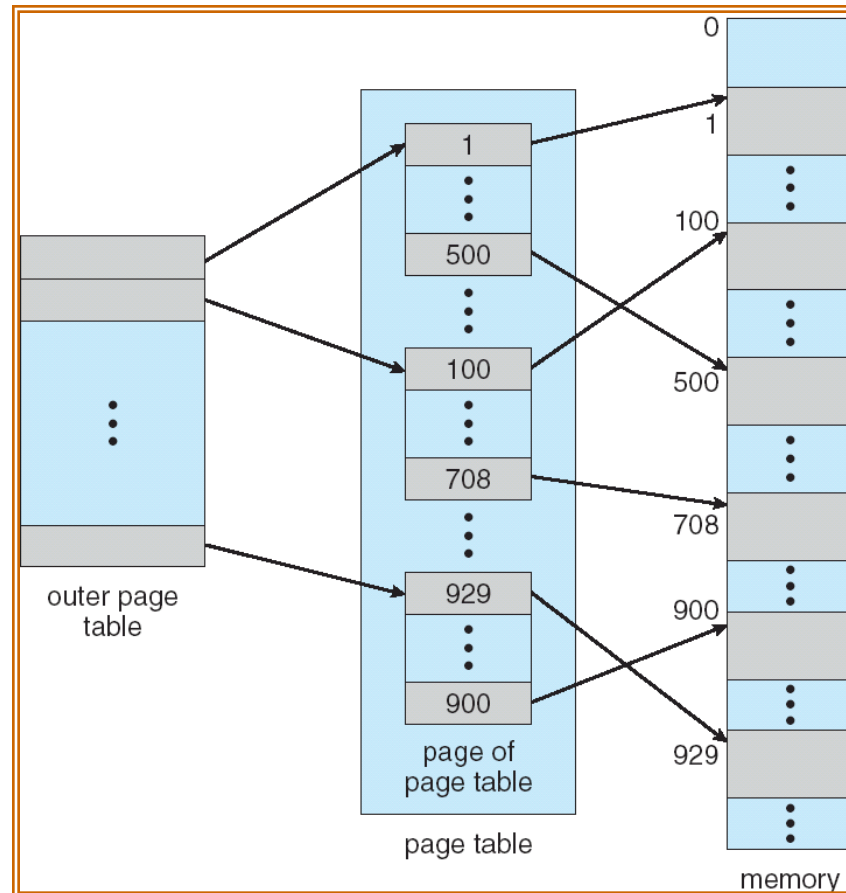 outer page
table
1
500
100
708
929
900
page of
page table
page table
0
1
100
500
708
900
929
memory